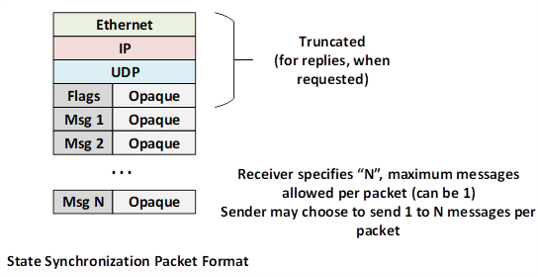 Ethernet
IP
UDP
Flags Opaque
Msg 1 Opaque
Msg 2 Opaque
...
Msg N Opaque
Truncated
(for replies, when
requested)
Receiver specifies “N”, maximum messages
allowed per packet (can be 1)
Sender may choose to send 1 to N messages per
packet
State Synchronization Packet Format